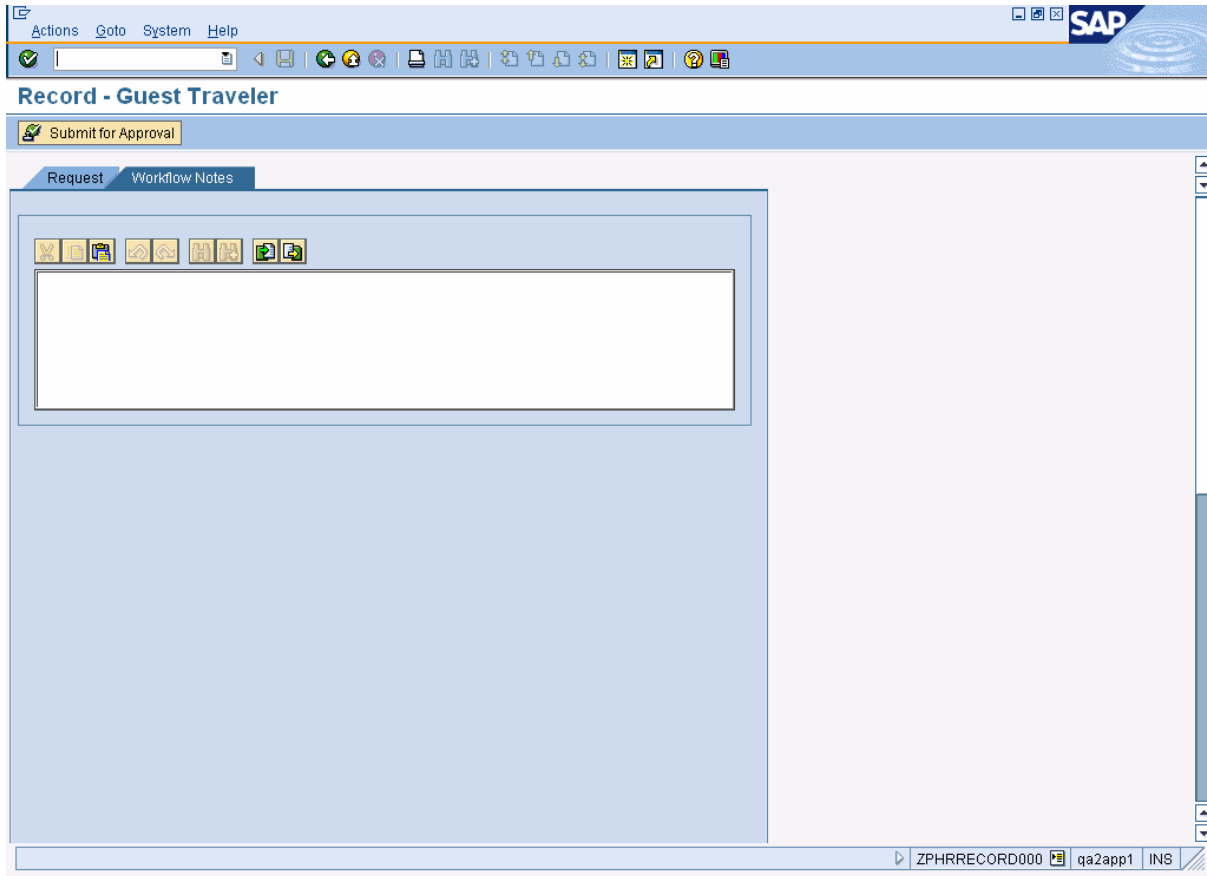 Actions Goto System Help
SAP
Record - Guest Traveler
Submit for Approval
Request Workflow Notes
ZPHRRECORD000 qa2app1 INS